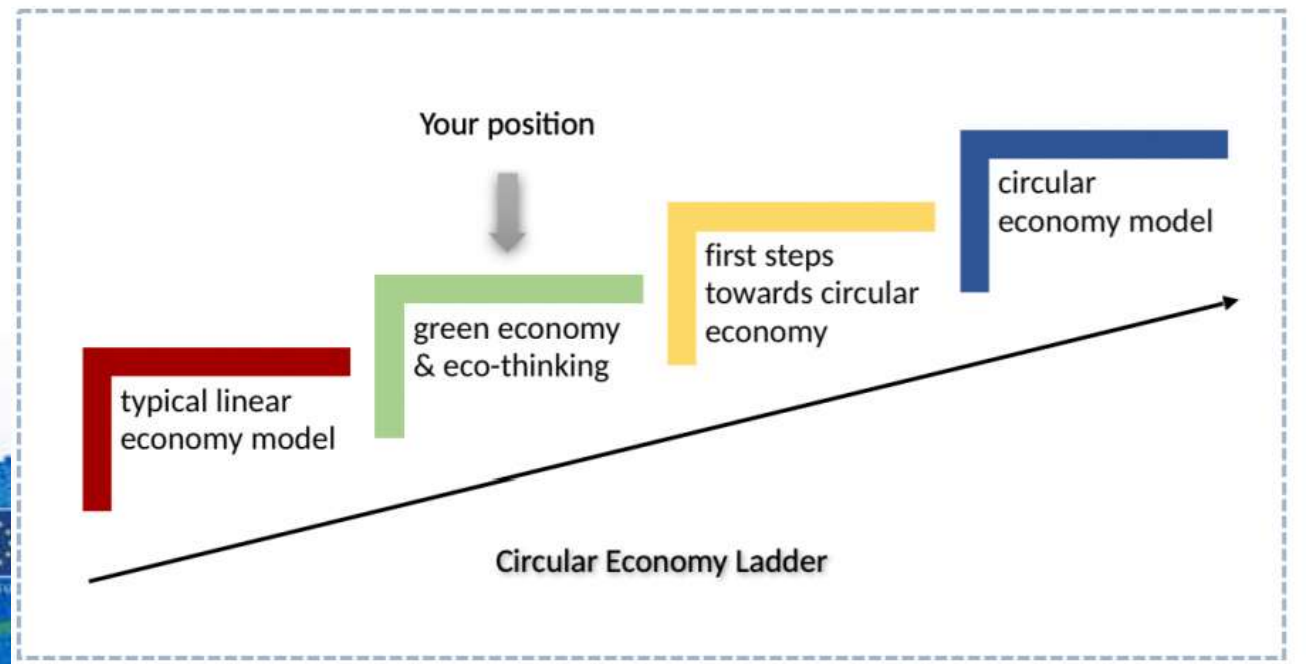 Your position
circular
economy model
first steps
towards circular
economy
green economy
& eco-thinking
typical linear
economy model
Circular Economy Ladder